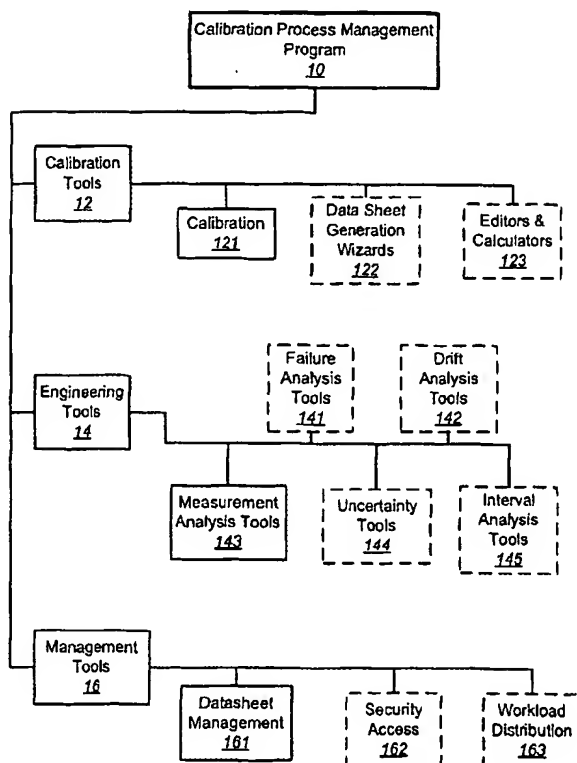 Calibration Process Management
Program
10
Calibration
Tools
12
Calibration
121
Data Sheet
Generation
Wizards
122
Editors &
Calculators
123
Failure
Analysis
Tools
141
Drift
Analysis
Tools
142
Engineering
Tools
14
Measurement
Analysis Tools
143
Uncertainty
Tools
144
Interval
Analysis
Tools
145
Management
Tools
16
Datasheet
Management
161
Security
Access
162
Workload
Distribution
163